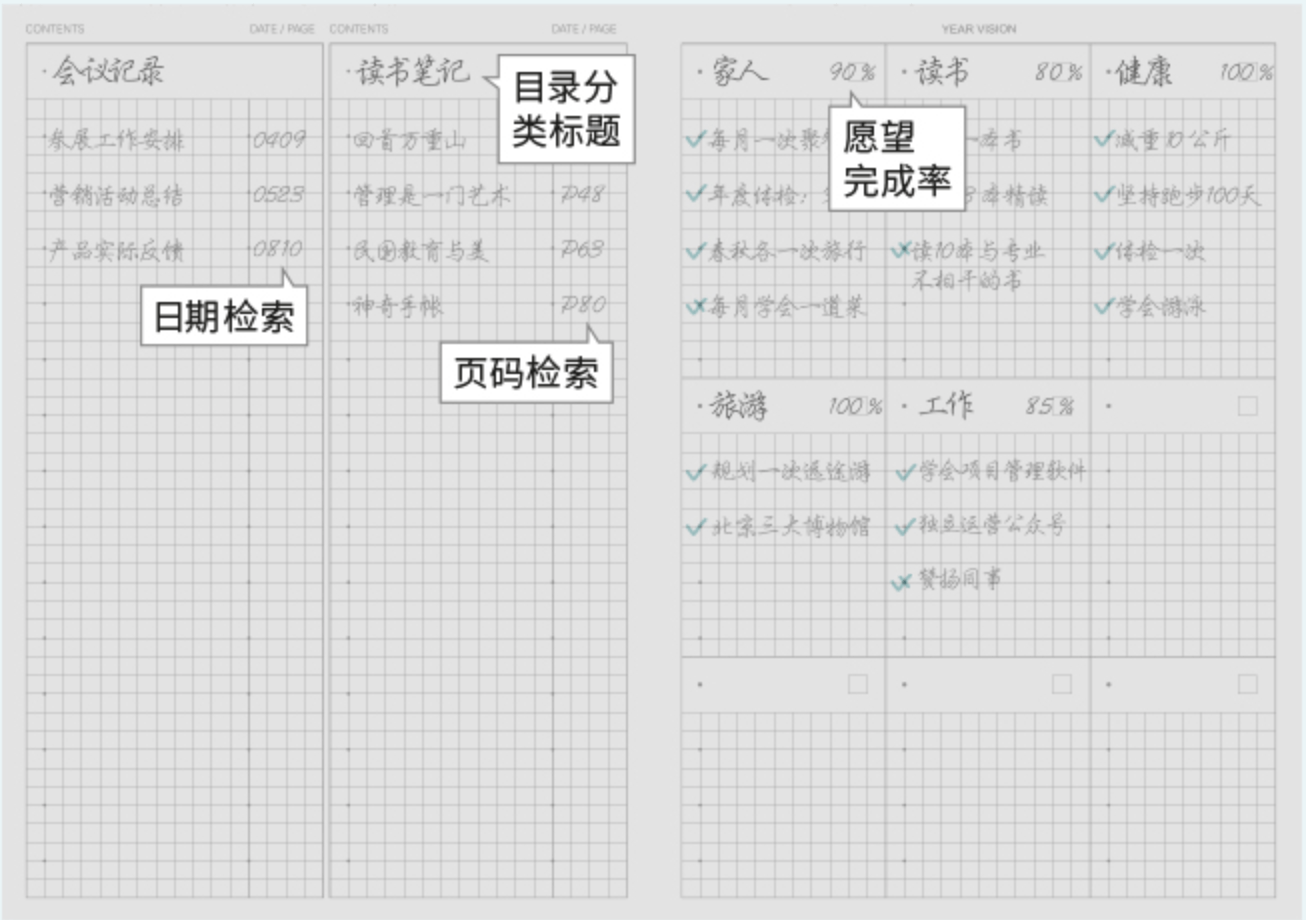 CONTENTS DATE / PAGE
·会议记录
参展工作安排 0409
营销活动总结 0523
产品实际反馈 0810
日期检索
CONTENTS DATE / PAGE
·读书笔记
目录分
类标题
回首万重山
管理是一门艺术 P48
民国教育与美 P63
神奇手帐 P80
页码检索
YEAR VISION
·家人 90%
愿望
完成率
✓每月一次聚
✓年度体检:
✓春秋各一次旅行
每月学会一道菜
·读书 80%
本书
本精读
读10本与专业
不相干的书
·健康 100%
✓减重10公斤
✓坚持跑步100天
✓体检一次
✓学会游泳
·旅游 100%
✓规划一次远途游
✓北京三大博物馆
·工作 85%
✓学会项目管理软件
✓独立运营公众号
赞扬同事